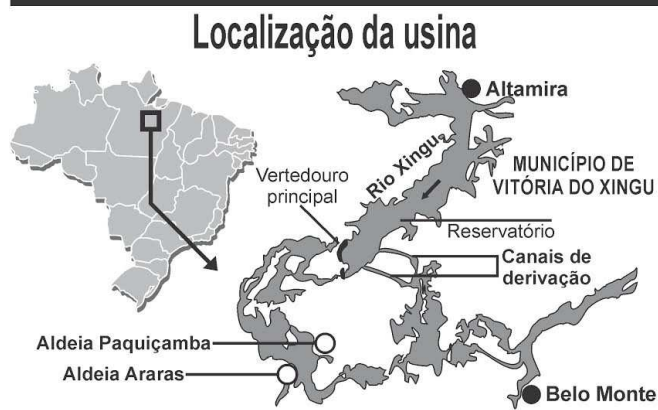 Localização da usina
Altamira
Rio Xingu
MUNICÍPIO DE
VITÓRIA DO XINGU
Vertedouro
principal
Reservatório
Canais de
derivação
Aldeia Paquiçamba
Aldeia Araras
Belo Monte